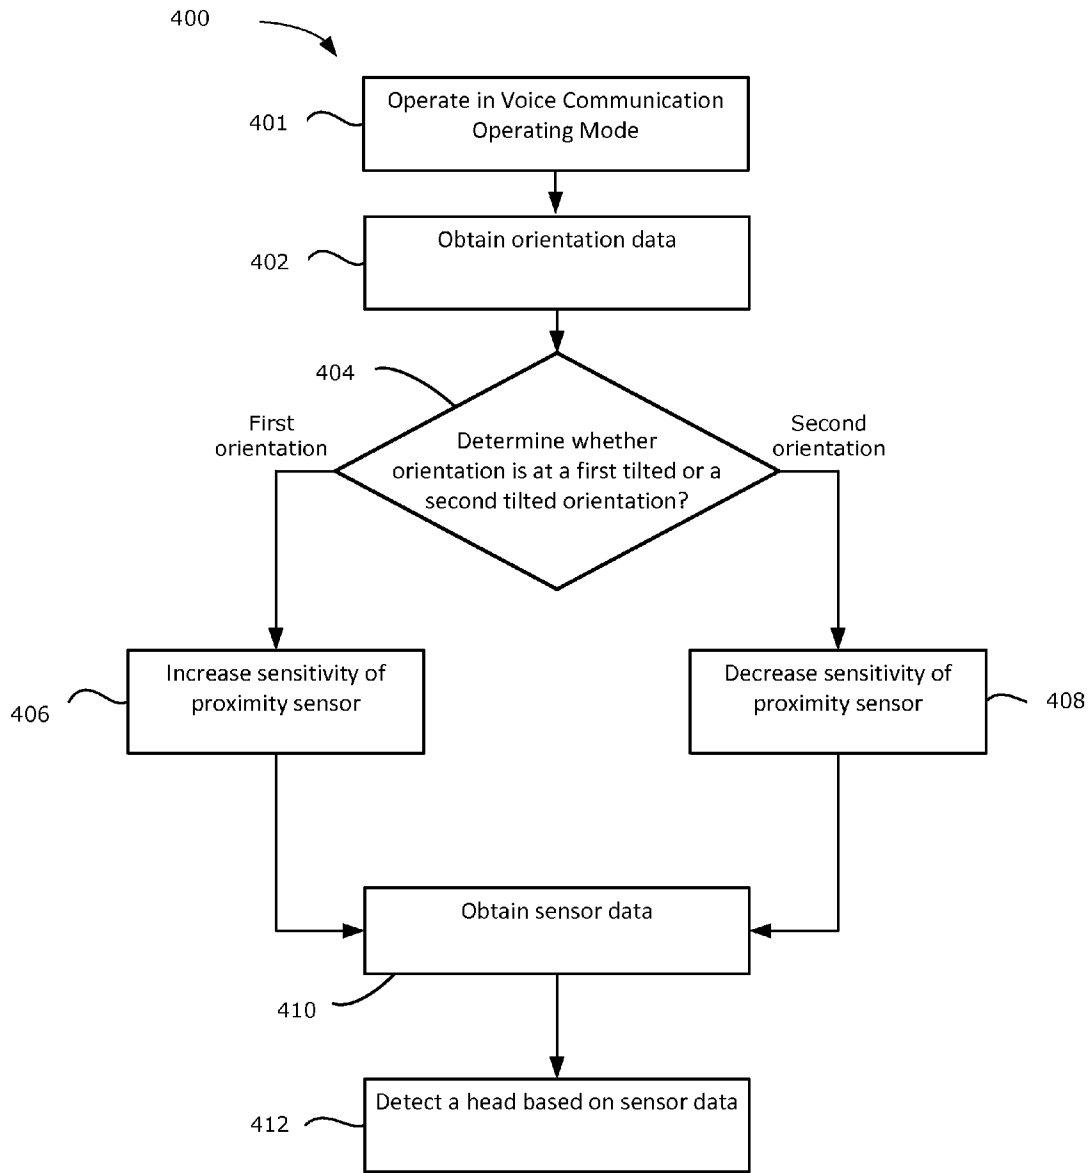 400
Operate in Voice Communication
Operating Mode
401
Obtain orientation data
402
404
First
orientation
Second
orientation
Determine whether
orientation is at a first tilted or a
second tilted orientation?
Increase sensitivity of
proximity sensor
406
Decrease sensitivity of
proximity sensor
408
Obtain sensor data
410
Detect a head based on sensor data
412